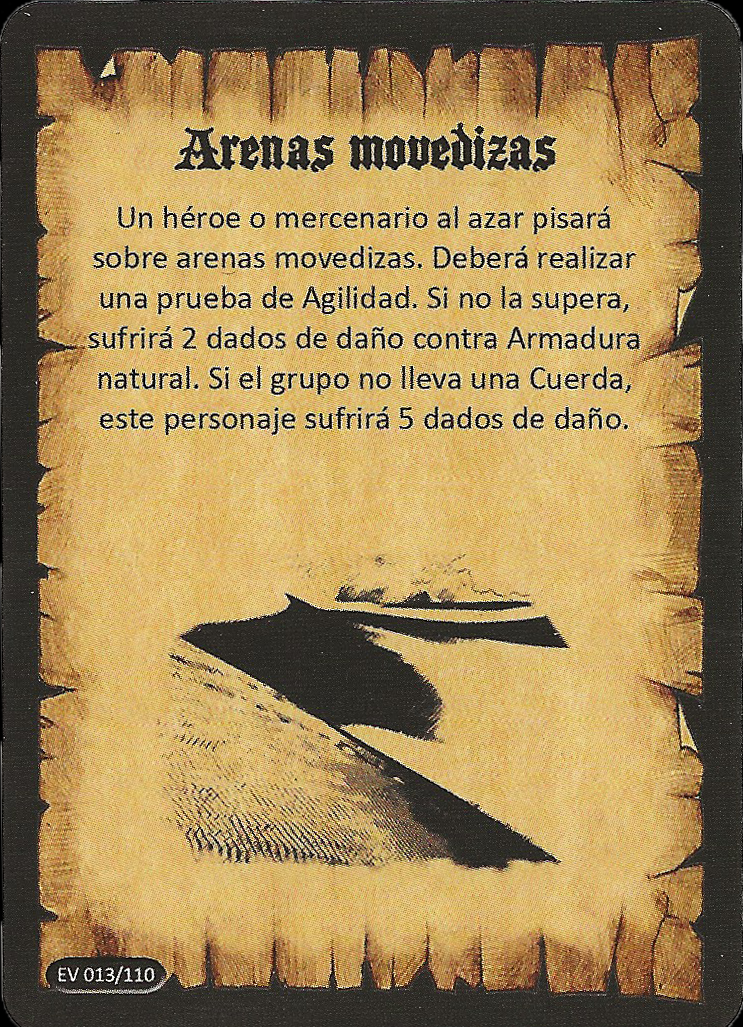 Arenas movedizas
Un héroe o mercenario al azar pisará
sobre arenas movedizas. Deberá realizar
una prueba de Agilidad. Si no la supera,
sufrirá 2 dados de daño contra Armadura
natural. Si el grupo no lleva una Cuerda,
este personaje sufrirá 5 dados de daño.
EV 013/110